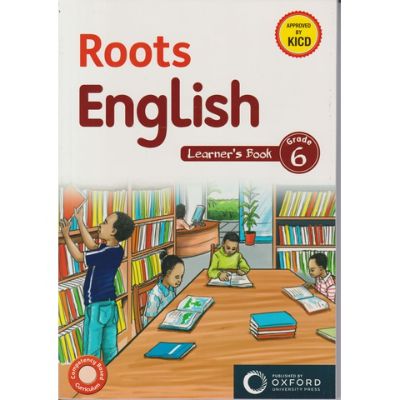 Roots
APPROVED
BY
KICD
English
Learner's Book
Grade
6
Competency Based
Curriculum
PUBLISHED BY
OXFORD
UNIVERSITY PRESS